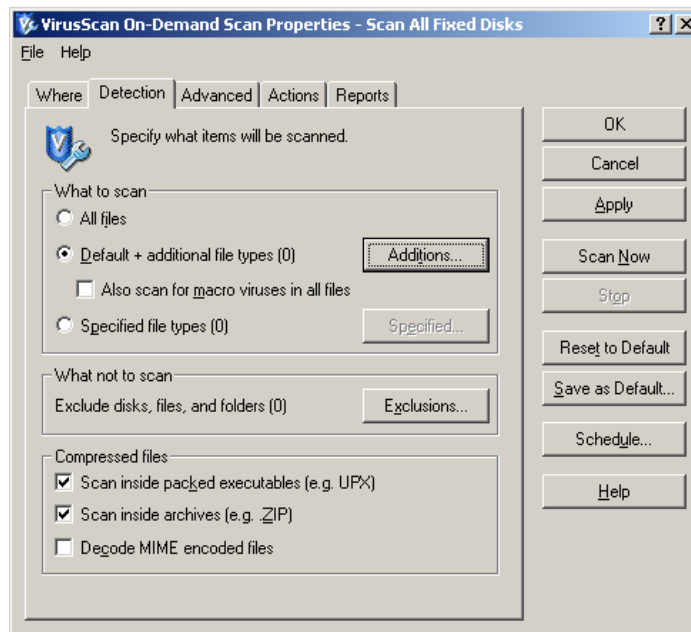 VirusScan On-Demand Scan Properties - Scan All Fixed Disks
File Help
Where Detection Advanced Actions Reports
Specify what items will be scanned.
What to scan
All files
Default + additional file types (0) Additions...
Also scan for macro viruses in all files
Specified file types (0) Specified...
What not to scan
Exclude disks, files, and folders (0) Exclusions...
Compressed files
Scan inside packed executables (e.g. UPX)
Scan inside archives (e.g. .ZIP)
Decode MIME encoded files
OK
Cancel
Apply
Scan Now
Stop
Reset to Default
Save as Default...
Schedule...
Help